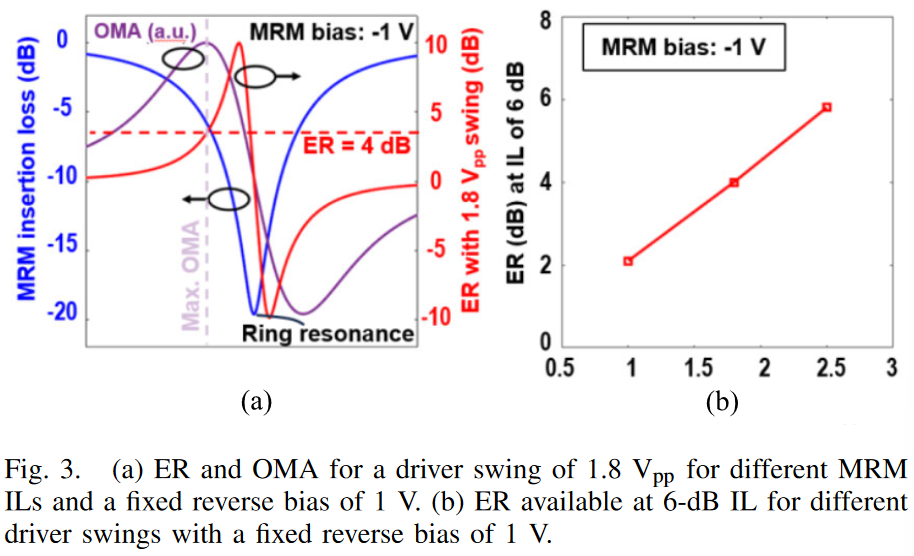 OMA (a.u.)
MRM bias: -1 V
MRM insertion loss (dB)
0
-5
-10
-15
-20
ER = 4 dB
Max. OMA
Ring resonance
10
5
0
-5
-10
ER with 1.8 Vpp swing (dB)
(a)
ER (dB) at IL of 6 dB
MRM bias: -1 V
8
6
4
2
0
0.5 1 1.5 2 2.5 3
(b)
Fig. 3. (a) ER and OMA for a driver swing of 1.8 Vpp for different MRM
ILs and a fixed reverse bias of 1 V. (b) ER available at 6-dB IL for different
driver swings with a fixed reverse bias of 1 V.